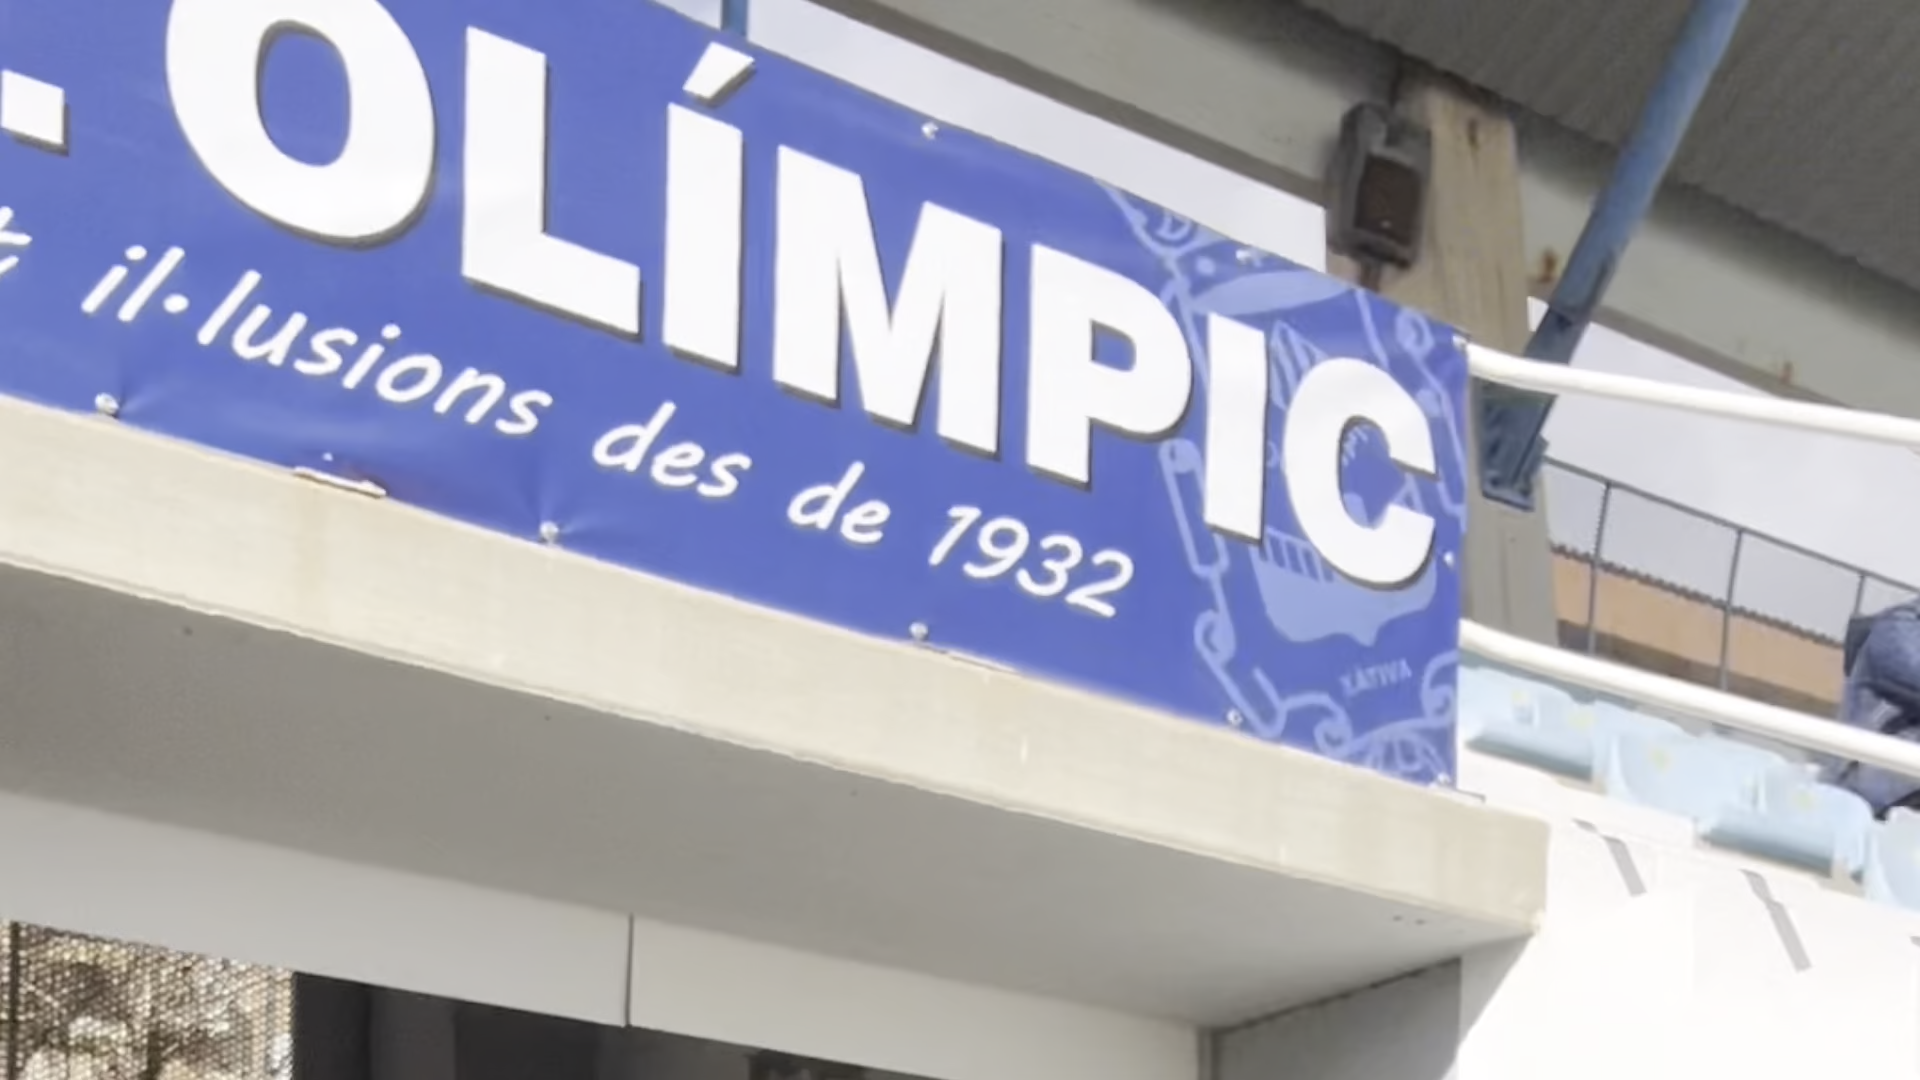 . OLÍMPIC
il·lusions des de 1932
XÀTIVA